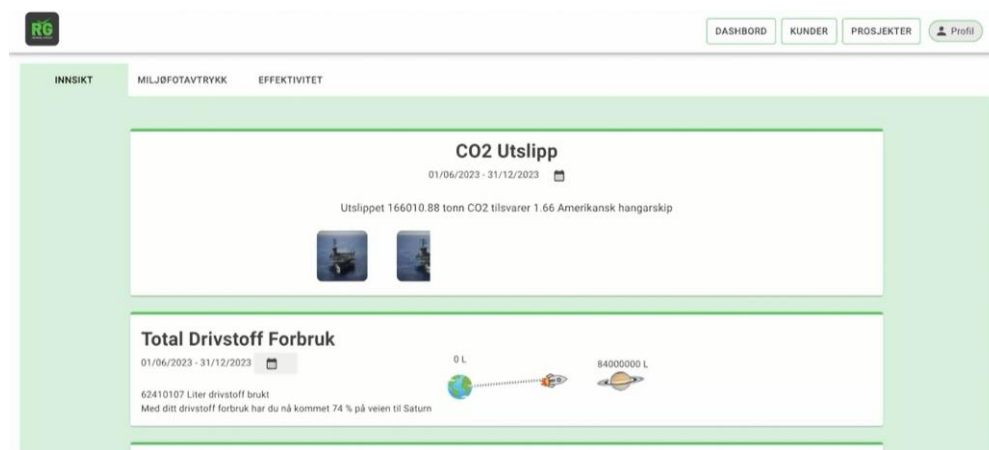 RG
DASHBORD KUNDER PROSJEKTER Profil
INNSIKT MILJØFOTAVTRYKK EFFEKTIVITET
CO2 Utslipp
01/06/2023 - 31/12/2023
Utslippet 166010.88 tonn CO2 tilsvarer 1.66 Amerikansk hangarskip
Total Drivstoff Forbruk
01/06/2023 - 31/12/2023
0 L
84000000 L
62410107 Liter drivstoff brukt
Med ditt drivstoff forbruk har du nå kommet 74 % på veien til Saturn